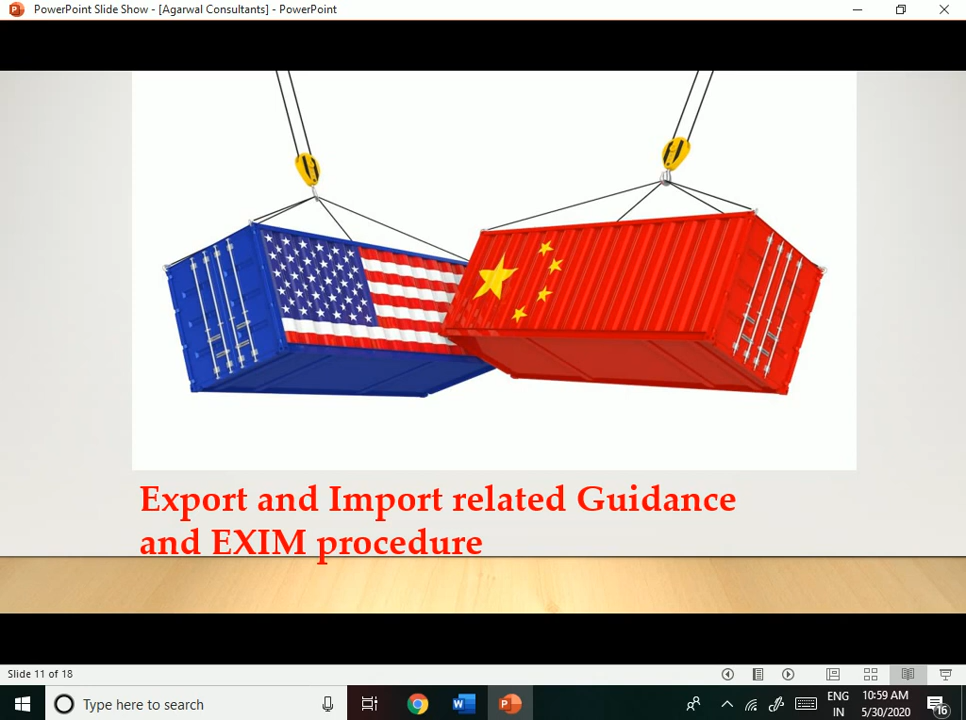 PowerPoint Slide Show - [Agarwal Consultants] - PowerPoint
Export and Import related Guidance
and EXIM procedure
Slide 11 of 18
Type here to search
ENG
IN
10:59 AM
5/30/2020
16